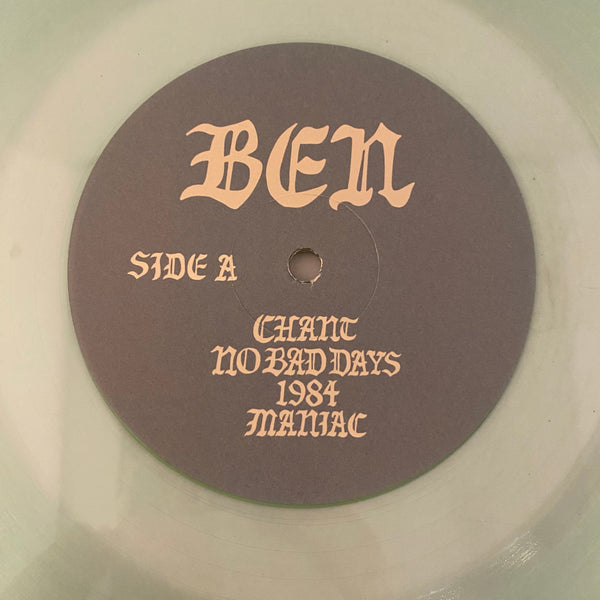 BEN
SIDE A
CHANT
NO BAD DAYS
1984
MANIAC